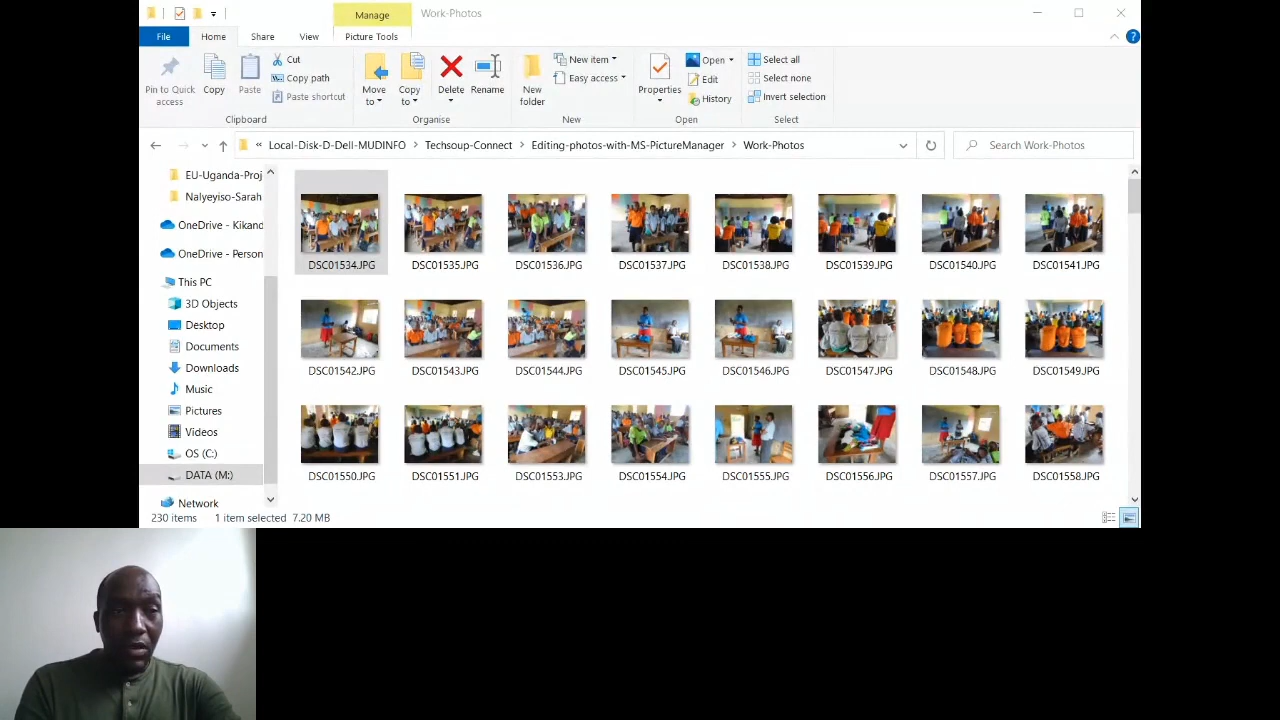 Manage
Work-Photos
File
Home
Share
View
Picture Tools
Pin to Quick access
Copy
Paste
Cut
Copy path
Paste shortcut
Clipboard
Move to
Copy to
Delete
Rename
Organise
New folder
New item
Easy access
New
Properties
Open
Edit
History
Open
Select all
Select none
Invert selection
Select
« Local-Disk-D-Dell-MUDINFO > Techsoup-Connect > Editing-photos-with-MS-PictureManager > Work-Photos
Search Work-Photos
EU-Uganda-Proj
Nalyeyiso-Sarah
OneDrive - Kikand
OneDrive - Person
This PC
3D Objects
Desktop
Documents
Downloads
Music
Pictures
Videos
OS (C:)
DATA (M:)
Network
DSC01534.JPG DSC01535.JPG DSC01536.JPG DSC01537.JPG DSC01538.JPG DSC01539.JPG DSC01540.JPG DSC01541.JPG
DSC01542.JPG DSC01543.JPG DSC01544.JPG DSC01545.JPG DSC01546.JPG DSC01547.JPG DSC01548.JPG DSC01549.JPG
DSC01550.JPG DSC01551.JPG DSC01553.JPG DSC01554.JPG DSC01555.JPG DSC01556.JPG DSC01557.JPG DSC01558.JPG
230 items 1 item selected 7.20 MB